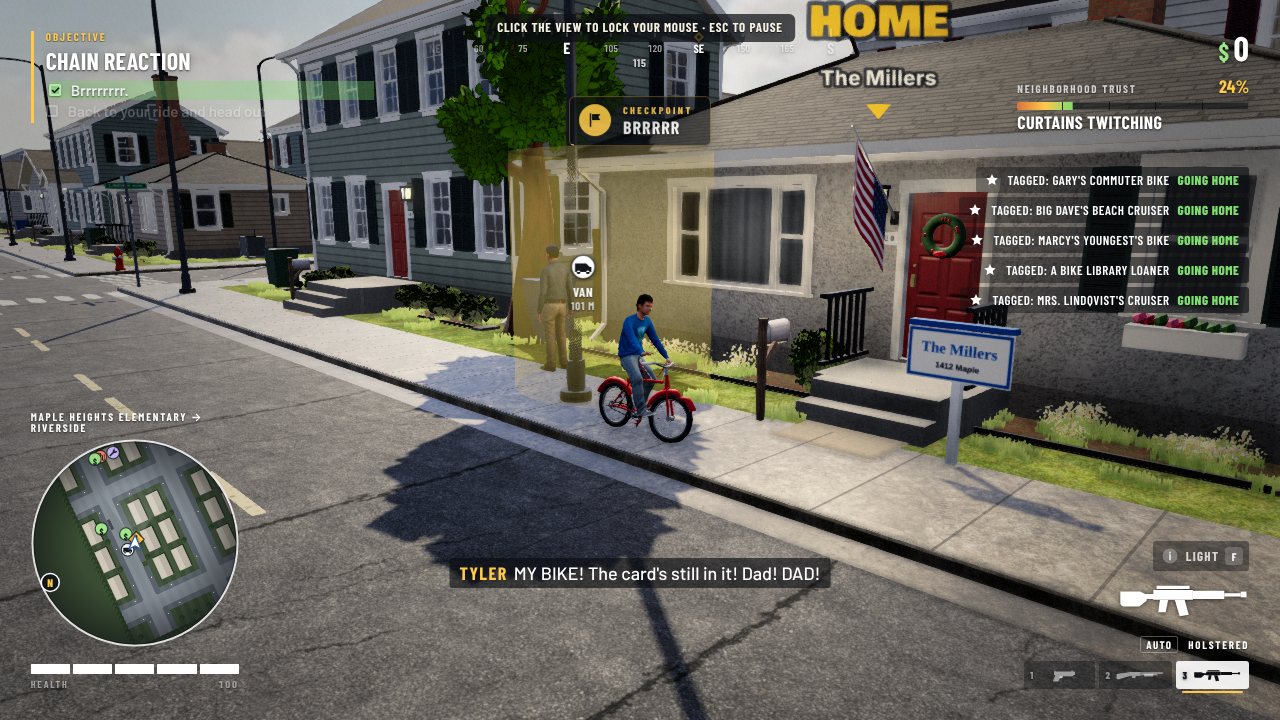 OBJECTIVE
CHAIN REACTION
Brrrrrrr.
Back to your ride and head out
CLICK THE VIEW TO LOCK YOUR MOUSE · ESC TO PAUSE
60 75 E 105 120 SE 150 165 S
115
CHECKPOINT
BRRRRR
HOME
The Millers
$ 0
NEIGHBORHOOD TRUST 24%
CURTAINS TWITCHING
TAGGED: GARY'S COMMUTER BIKE GOING HOME
TAGGED: BIG DAVE'S BEACH CRUISER GOING HOME
TAGGED: MARCY'S YOUNGEST'S BIKE GOING HOME
TAGGED: A BIKE LIBRARY LOANER GOING HOME
TAGGED: MRS. LINDQVIST'S CRUISER GOING HOME
VAN
101 M
The Millers
1412 Maple
MAPLE HEIGHTS ELEMENTARY →
RIVERSIDE
N
TYLER MY BIKE! The card's still in it! Dad! DAD!
LIGHT F
AUTO HOLSTERED
1 2 3
HEALTH 100